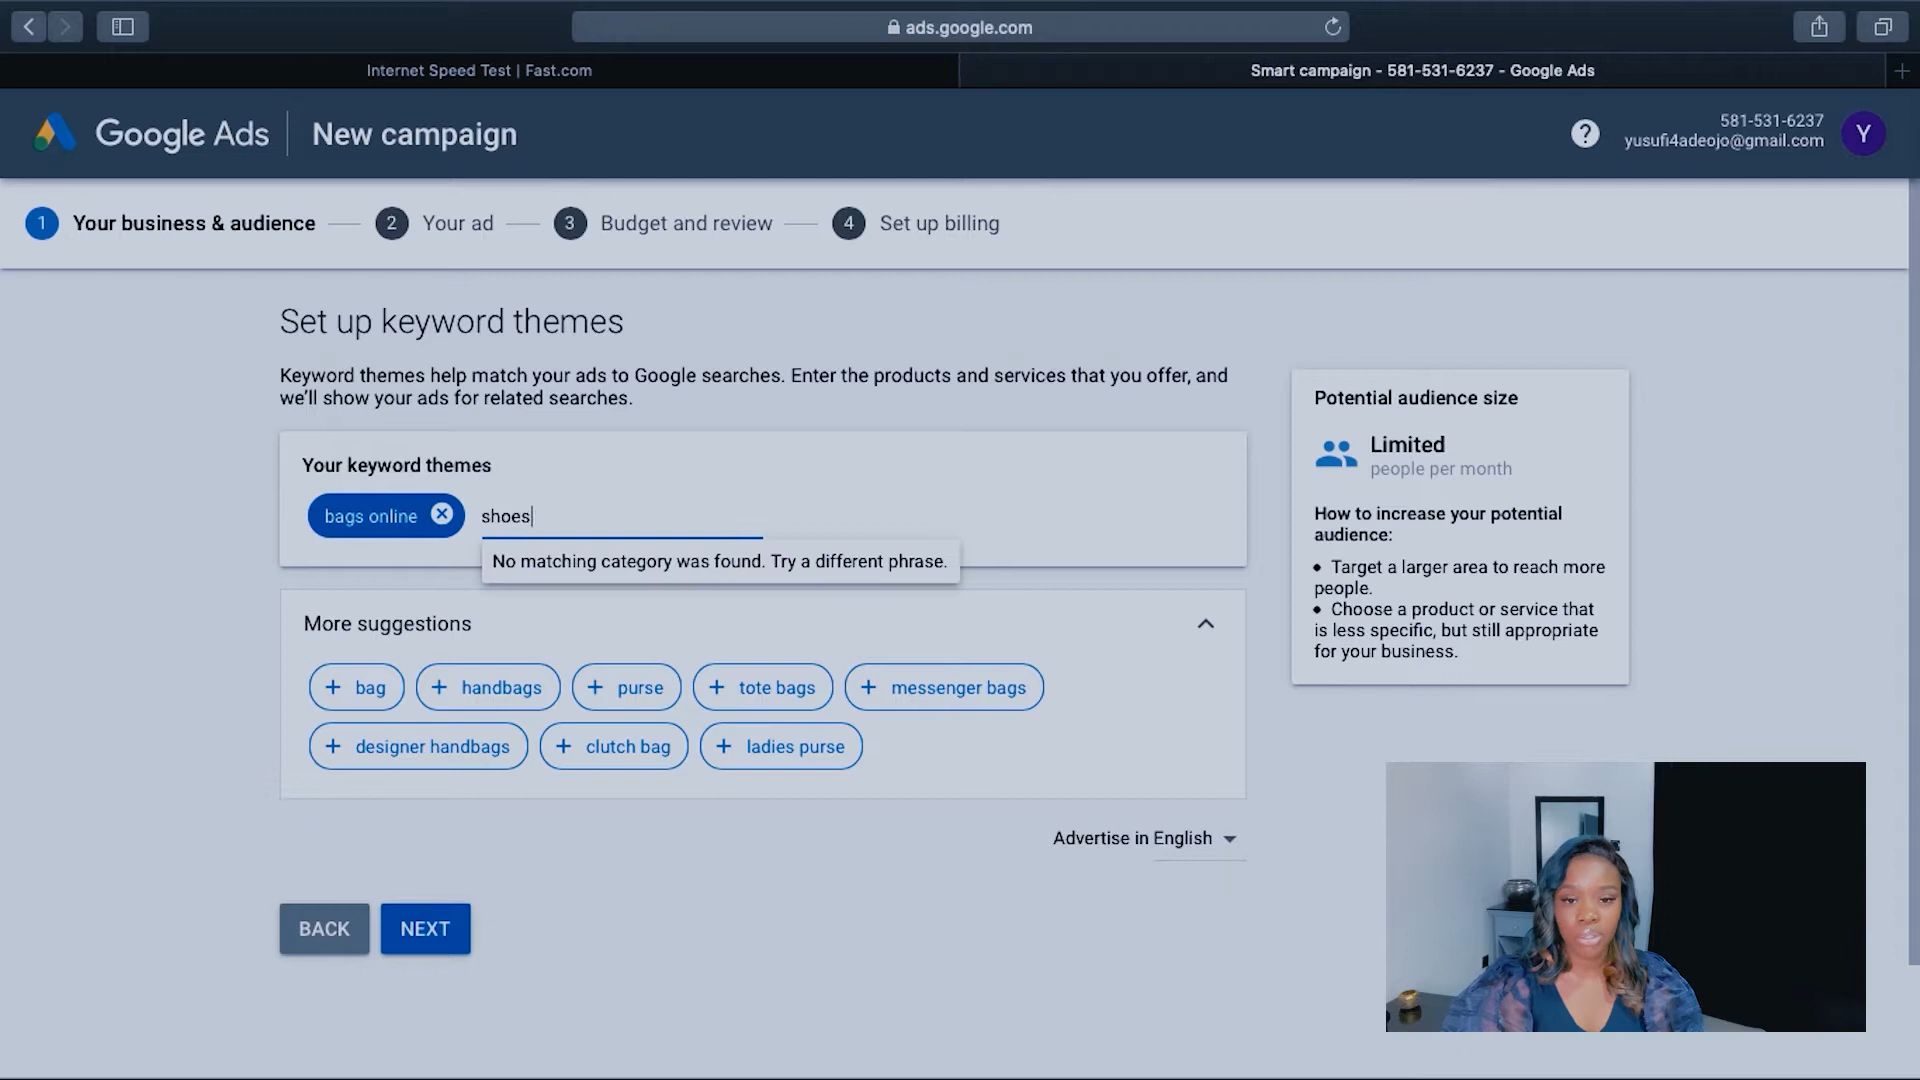 ads.google.com
Internet Speed Test | Fast.com
Smart campaign - 581-531-6237 - Google Ads
Google Ads
New campaign
?
581-531-6237
yusufi4adeojo@gmail.com
Y
1 Your business & audience
2 Your ad
3 Budget and review
4 Set up billing
Set up keyword themes
Keyword themes help match your ads to Google searches. Enter the products and services that you offer, and
we'll show your ads for related searches.
Your keyword themes
bags online
shoes
No matching category was found. Try a different phrase.
More suggestions
+ bag
+ handbags
+ purse
+ tote bags
+ messenger bags
+ designer handbags
+ clutch bag
+ ladies purse
Advertise in English
BACK
NEXT
Potential audience size
Limited
people per month
How to increase your potential
audience:
• Target a larger area to reach more
people.
• Choose a product or service that
is less specific, but still appropriate
for your business.